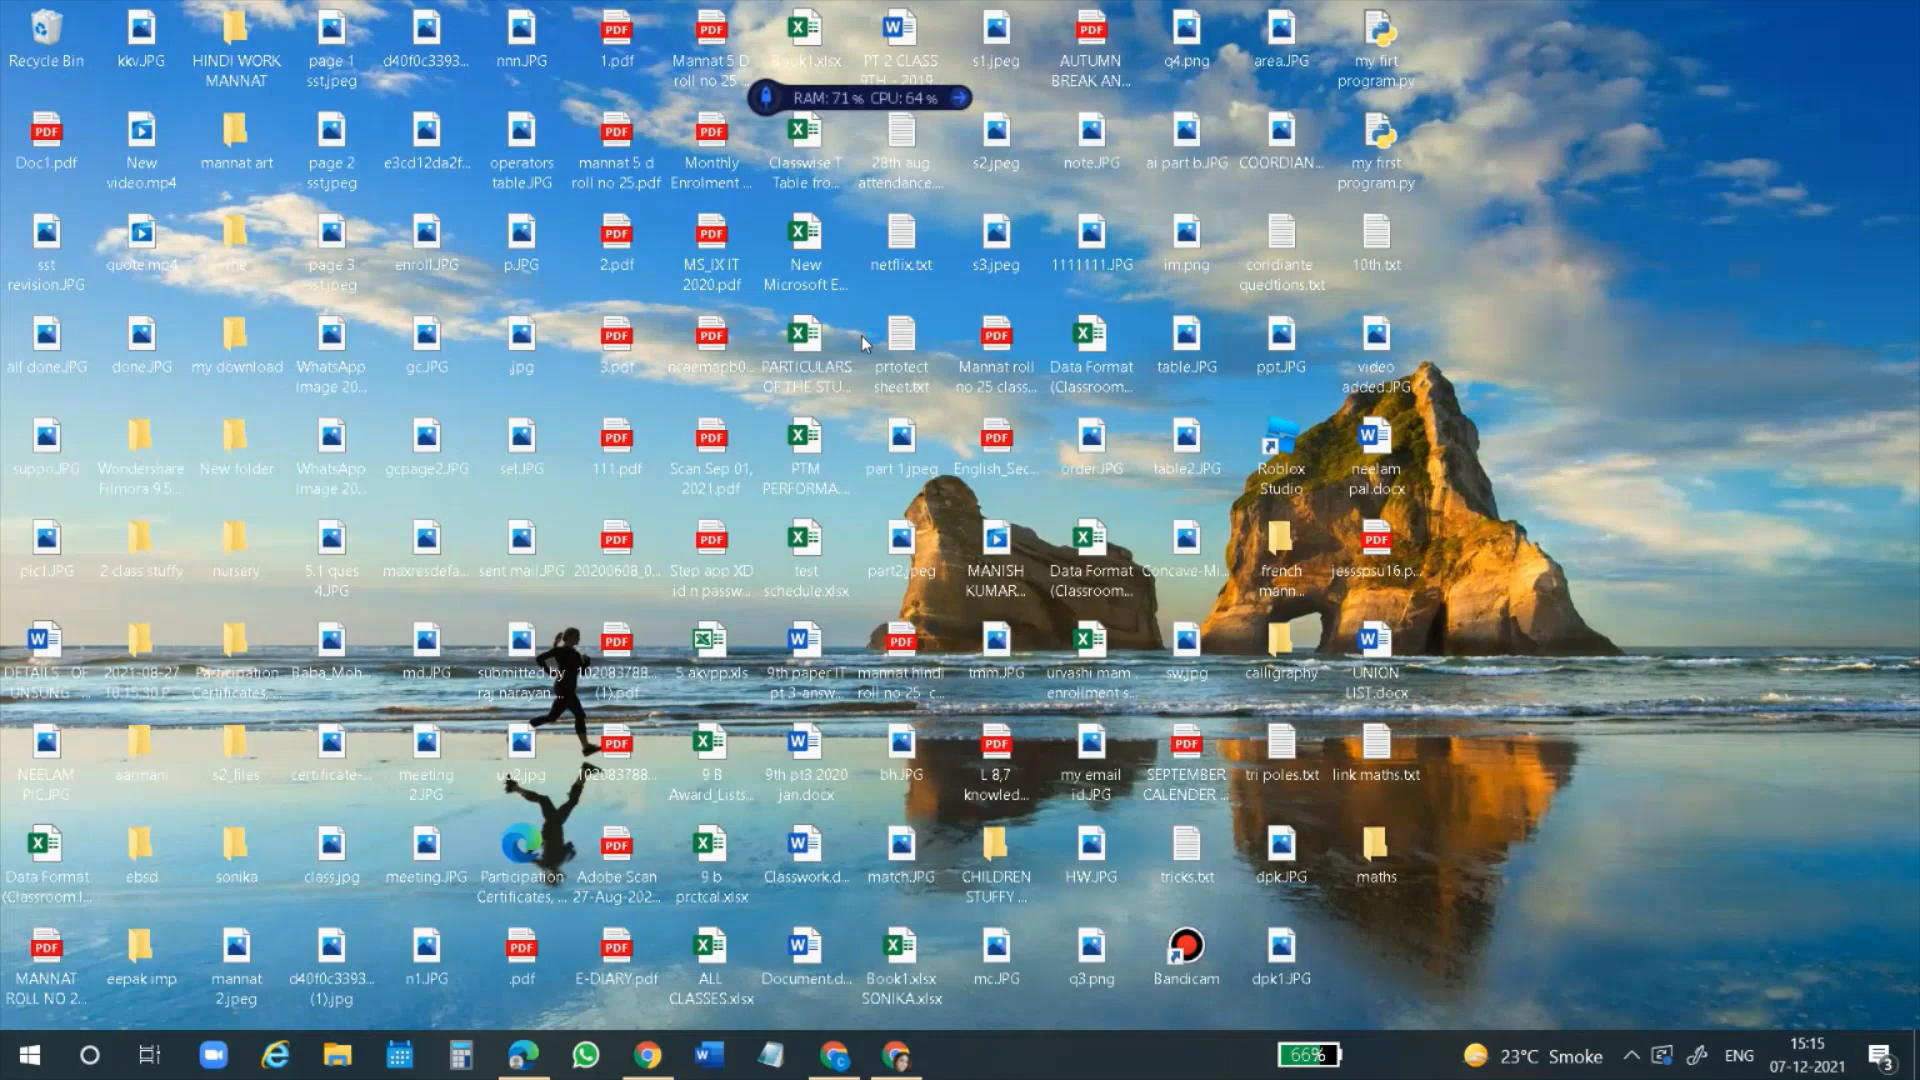 Recycle Bin
kkv.JPG
HINDI WORK
MANNAT
page 1
sst.jpeg
d40f0c3393...
nnn.JPG
1.pdf
Mannat 5 D
roll no 25 ...
Book1.xlsx
PT 2 CLASS
9TH - 2019...
s1.jpeg
AUTUMN
BREAK AN...
q4.png
area.JPG
my firt
program.py
RAM: 71% CPU: 64%
Doc1.pdf
New
video.mp4
mannat art
page 2
sst.jpeg
e3cd12da2f...
operators
table.JPG
mannat 5 d
roll no 25.pdf
Monthly
Enrolment ...
Classwise T
Table fro...
28th aug
attendance...
s2.jpeg
note.JPG
ai part b.JPG
COORDIAN...
my first
program.py
sst
revision.JPG
quote.mp4
page 3
sst.jpeg
enroll.JPG
p.JPG
2.pdf
MS_IX IT
2020.pdf
New
Microsoft E...
netflix.txt
s3.jpeg
1111111.JPG
im.png
coridiante
quedtions.txt
10th.txt
all done.JPG
done.JPG
my download
WhatsApp
Image 20...
gc.JPG
.jpg
3.pdf
ncaemapb0...
PARTICULARS
OF THE STU...
prtotect
sheet.txt
Mannat roll
no 25 class...
Data Format
(Classroom...
table.JPG
ppt.JPG
video
added.JPG
suppo.JPG
Wondershare
Filmora 9.5...
New folder
WhatsApp
Image 20...
gcpage2.JPG
sel.JPG
111.pdf
Scan Sep 01,
2021.pdf
PTM
PERFORMA...
part 1.jpeg
English_Sec...
order.JPG
table2.JPG
Roblox
Studio
neelam
pal.docx
pic1.JPG
2 class stuffy
nursery
5.1 ques
4.JPG
maxresdefa...
sent mail.JPG
20200608_0...
Step app XD
id n passw...
test
schedule.xlsx
part2.jpeg
MANISH
KUMAR...
Data Format
(Classroom...
Concave-Mi...
french
mann...
jessspsu16.p...
DETAILS OF
UNSUNG ...
2021-08-27
10.15.30 P...
Participation
Certificates, ...
Baba_Moh...
md.JPG
submitted by
raj narayan...
102083788...
(1).pdf
5 akvpp.xls
9th paper IT
pt 3-answ...
mannat hindi
roll no 25 c...
tmm.JPG
urvashi mam
enrollment s...
sw.jpg
calligraphy
UNION
LIST.docx
NEELAM
PIC.JPG
aarmani
s2_files
certificate-...
meeting
2.JPG
up2.jpg
102083788...
9 B
Award_Lists...
9th pt3 2020
jan.docx
bh.JPG
L 8,7
knowled...
my email
id.JPG
SEPTEMBER
CALENDER ...
tri poles.txt
link maths.txt
Data Format
(Classroom.l...
ebsd
sonika
class.jpg
meeting.JPG
Participation
Certificates, ...
Adobe Scan
27-Aug-202...
9 b
prctcal.xlsx
Classwork.d...
match.JPG
CHILDREN
STUFFY ...
HW.JPG
tricks.txt
dpk.JPG
maths
MANNAT
ROLL NO 2...
eepak imp
mannat
2.jpeg
d40f0c3393...
(1).jpg
n1.JPG
.pdf
E-DIARY.pdf
ALL
CLASSES.xlsx
Document.d...
Book1.xlsx
SONIKA.xlsx
mc.JPG
q3.png
Bandicam
dpk1.JPG
66%
23°C Smoke
ENG
15:15
07-12-2021
3